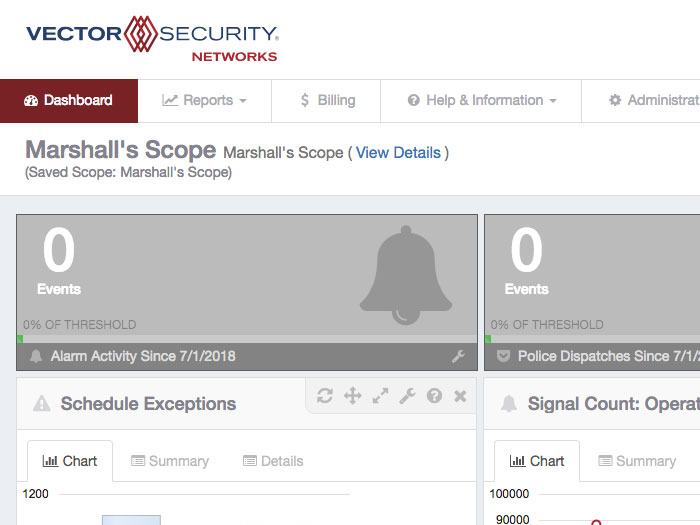 VECTOR SECURITY®
NETWORKS
Dashboard
Reports
$ Billing
Help & Information
Administrat
Marshall's Scope Marshall's Scope ( View Details )
(Saved Scope: Marshall's Scope)
0
Events
0% OF THRESHOLD
Alarm Activity Since 7/1/2018
0
Events
0% OF THRESHOLD
Police Dispatches Since 7/1/2
Schedule Exceptions
Chart
Summary
Details
1200
Signal Count: Operat
Chart
Summary
100000
90000